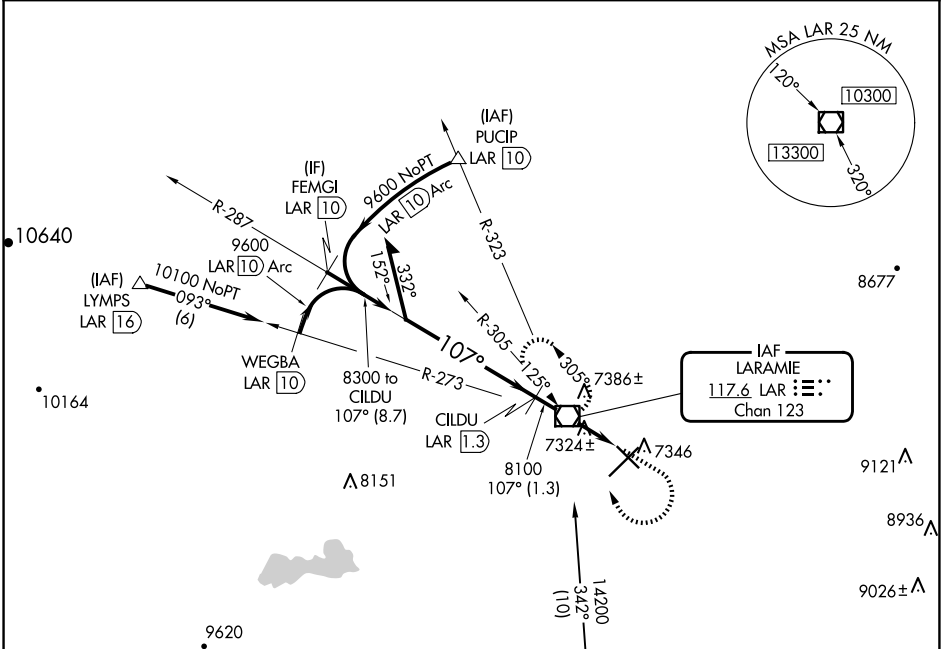 MSA LAR 25 NM
120°
10300
13300
320°
(IAF)
PUCIP
LAR 10
(IF)
FEMGI
LAR 10
9600 NoPT
LAR 10 Arc
R-287
R-323
10640
9600
LAR 10 Arc
8677
(IAF)
LYMPS
LAR 16
10100 NoPT
093°
(6)
152°
332°
R-305
107°
125°
305°
7386±
IAF
LARAMIE
117.6 LAR
Chan 123
WEGBA
LAR 10
R-273
8300 to
CILDU
107° (8.7)
10164
CILDU
LAR 1.3
7324±
7346
8100
107° (1.3)
9121
8151
8936
14200
342°
(10)
9026±
9620